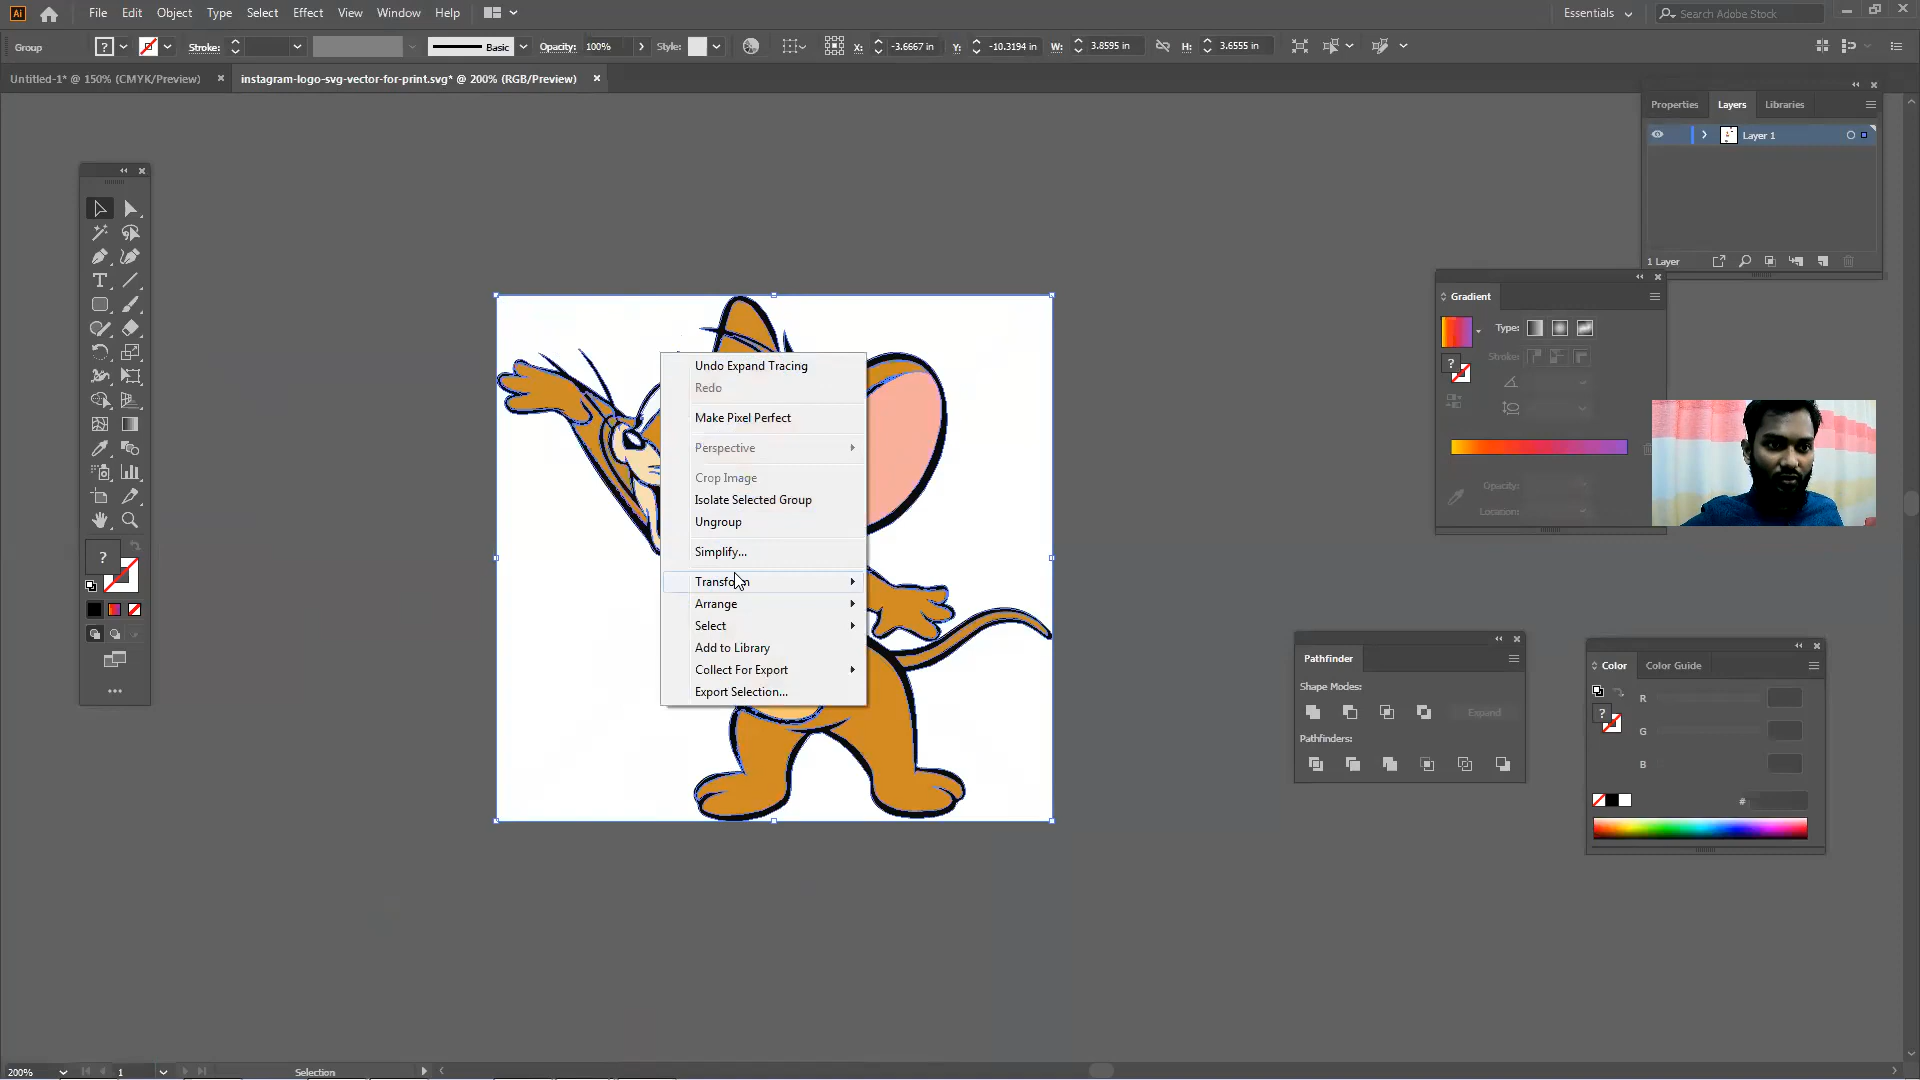 Ai File Edit Object Type Select Effect View Window Help Essentials Search Adobe Stock
Group ? Stroke: Basic Opacity: 100% Style: X: -3.6667 in Y: -10.3194 in W: 3.8595 in H: 3.6555 in
Untitled-1* @ 150% (CMYK/Preview) × instagram-logo-svg-vector-for-print.svg* @ 200% (RGB/Preview) ×
Properties Layers Libraries
Layer 1
1 Layer
Gradient
Type:
Stroke:
?
Opacity:
Location:
Undo Expand Tracing
Redo
Make Pixel Perfect
Perspective
Crop Image
Isolate Selected Group
Ungroup
Simplify...
Transform
Arrange
Select
Add to Library
Collect For Export
Export Selection...
T
?
Pathfinder
Shape Modes:
Expand
Pathfinders:
Color Color Guide
R
? G
B
#
200% 1 Selection